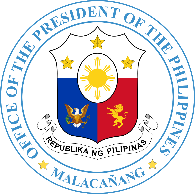 OFFICE OF THE PRESIDENT OF THE PHILIPPINES
REPUBLIKA NG PILIPINAS
MALACAÑANG